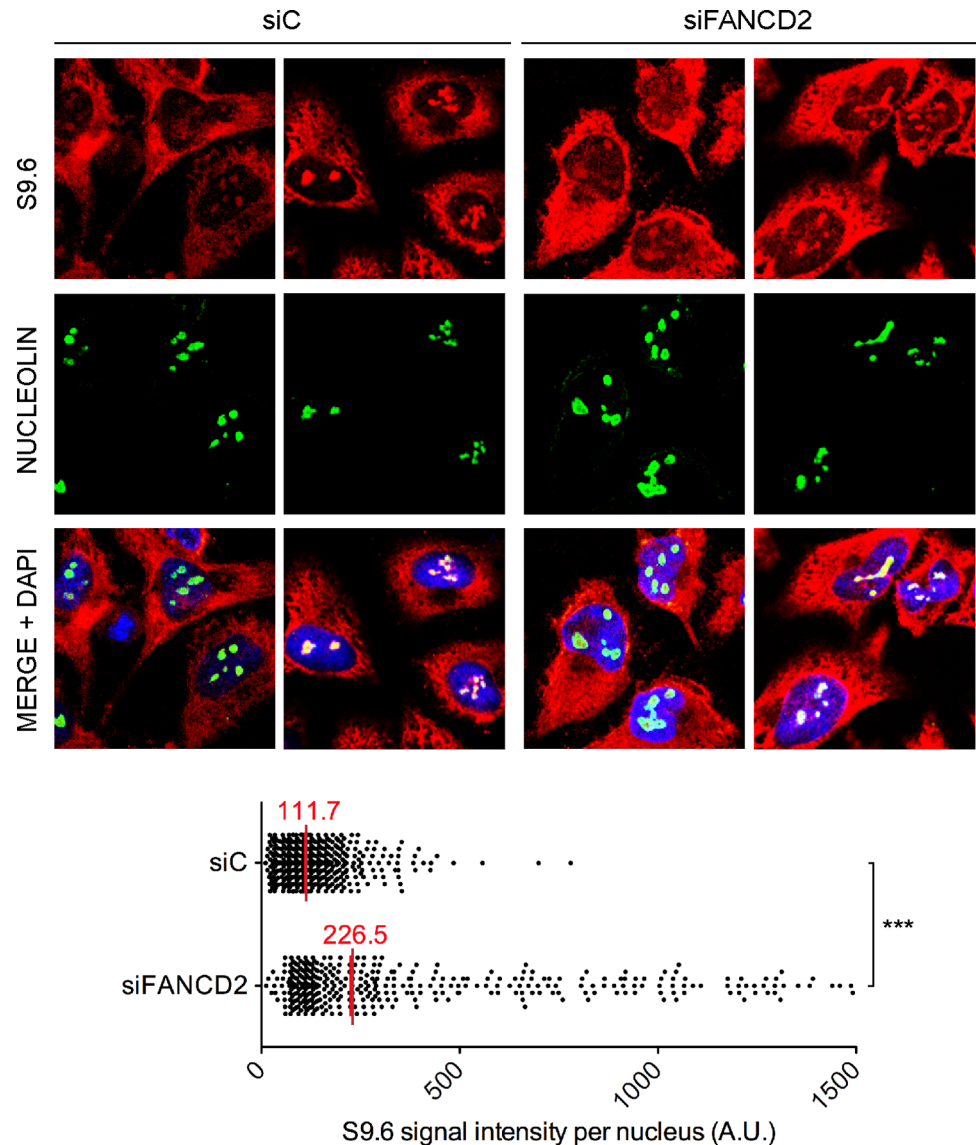 siC
siFANCD2
S9.6
NUCLEOLIN
MERGE + DAPI
111.7
siC
226.5
siFANCD2
***
0
500
1000
1500
S9.6 signal intensity per nucleus (A.U.)